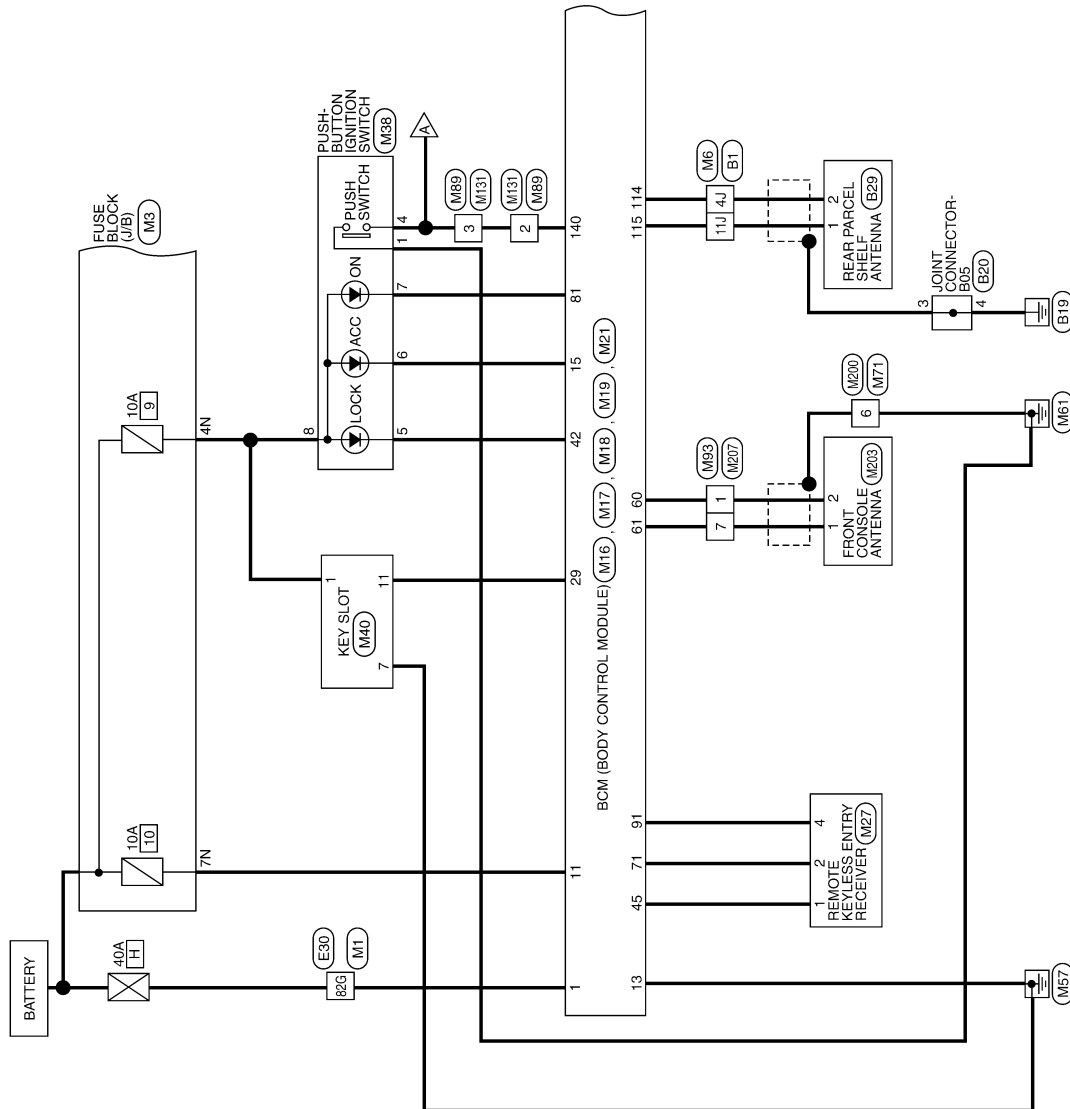 BATTERY
40A
H
E30
82G
M1
1
FUSE
BLOCK
(J/B)
M3
10A
10
7N
11
10A
9
4N
PUSH-
BUTTON
IGNITION
SWITCH
M38
8
LOCK
ACC
ON
PUSH
SWITCH
5
6
7
1
4
A
M89
M131
3
M131
M89
2
KEY SLOT
M40
1
11
7
29
42
15
81
140
BCM (BODY CONTROL MODULE) M16 , M17 , M18 , M19 , M21
13
45
71
91
61
60
115
114
1
2
4
REMOTE
KEYLESS ENTRY
RECEIVER
M27
M93
M207
7
1
1
2
FRONT
CONSOLE
ANTENNA
M203
M200
M71
6
M6
B1
11J
4J
1
2
REAR PARCEL
SHELF
ANTENNA
B29
JOINT
CONNECTOR-
B05
B20
3
4
M57
M61
B19